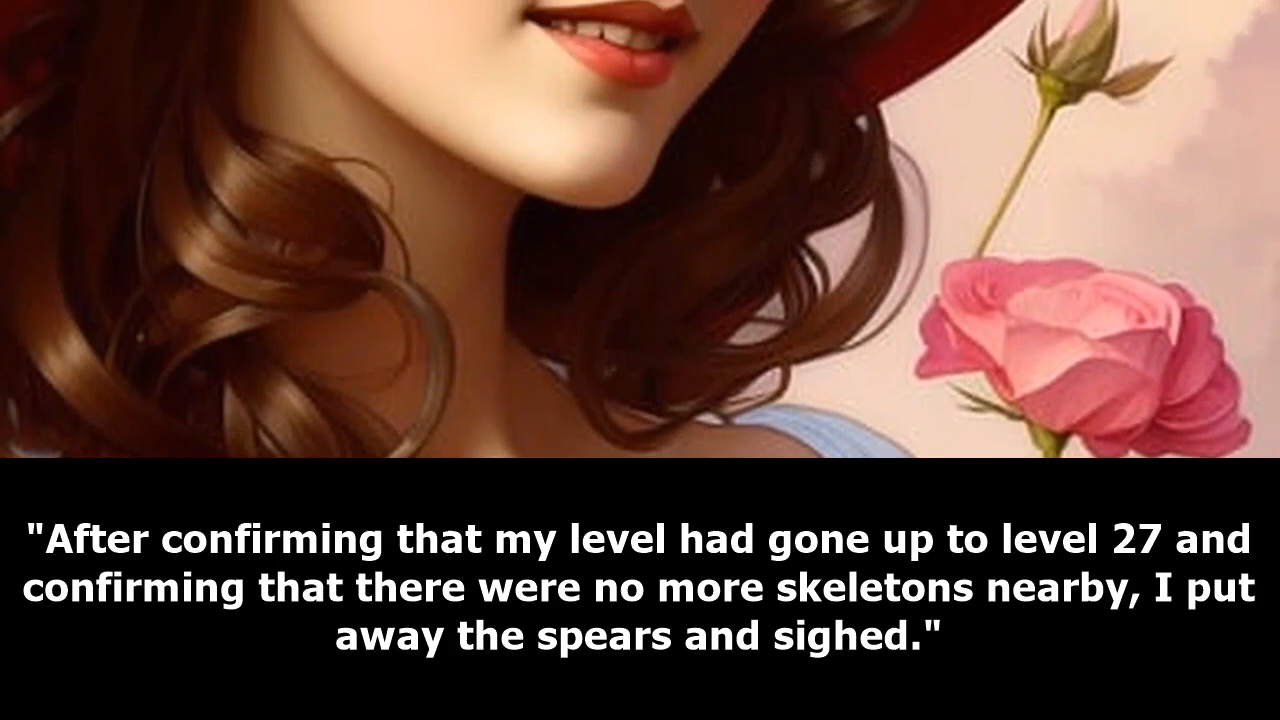 "After confirming that my level had gone up to level 27 and
confirming that there were no more skeletons nearby, I put
away the spears and sighed."